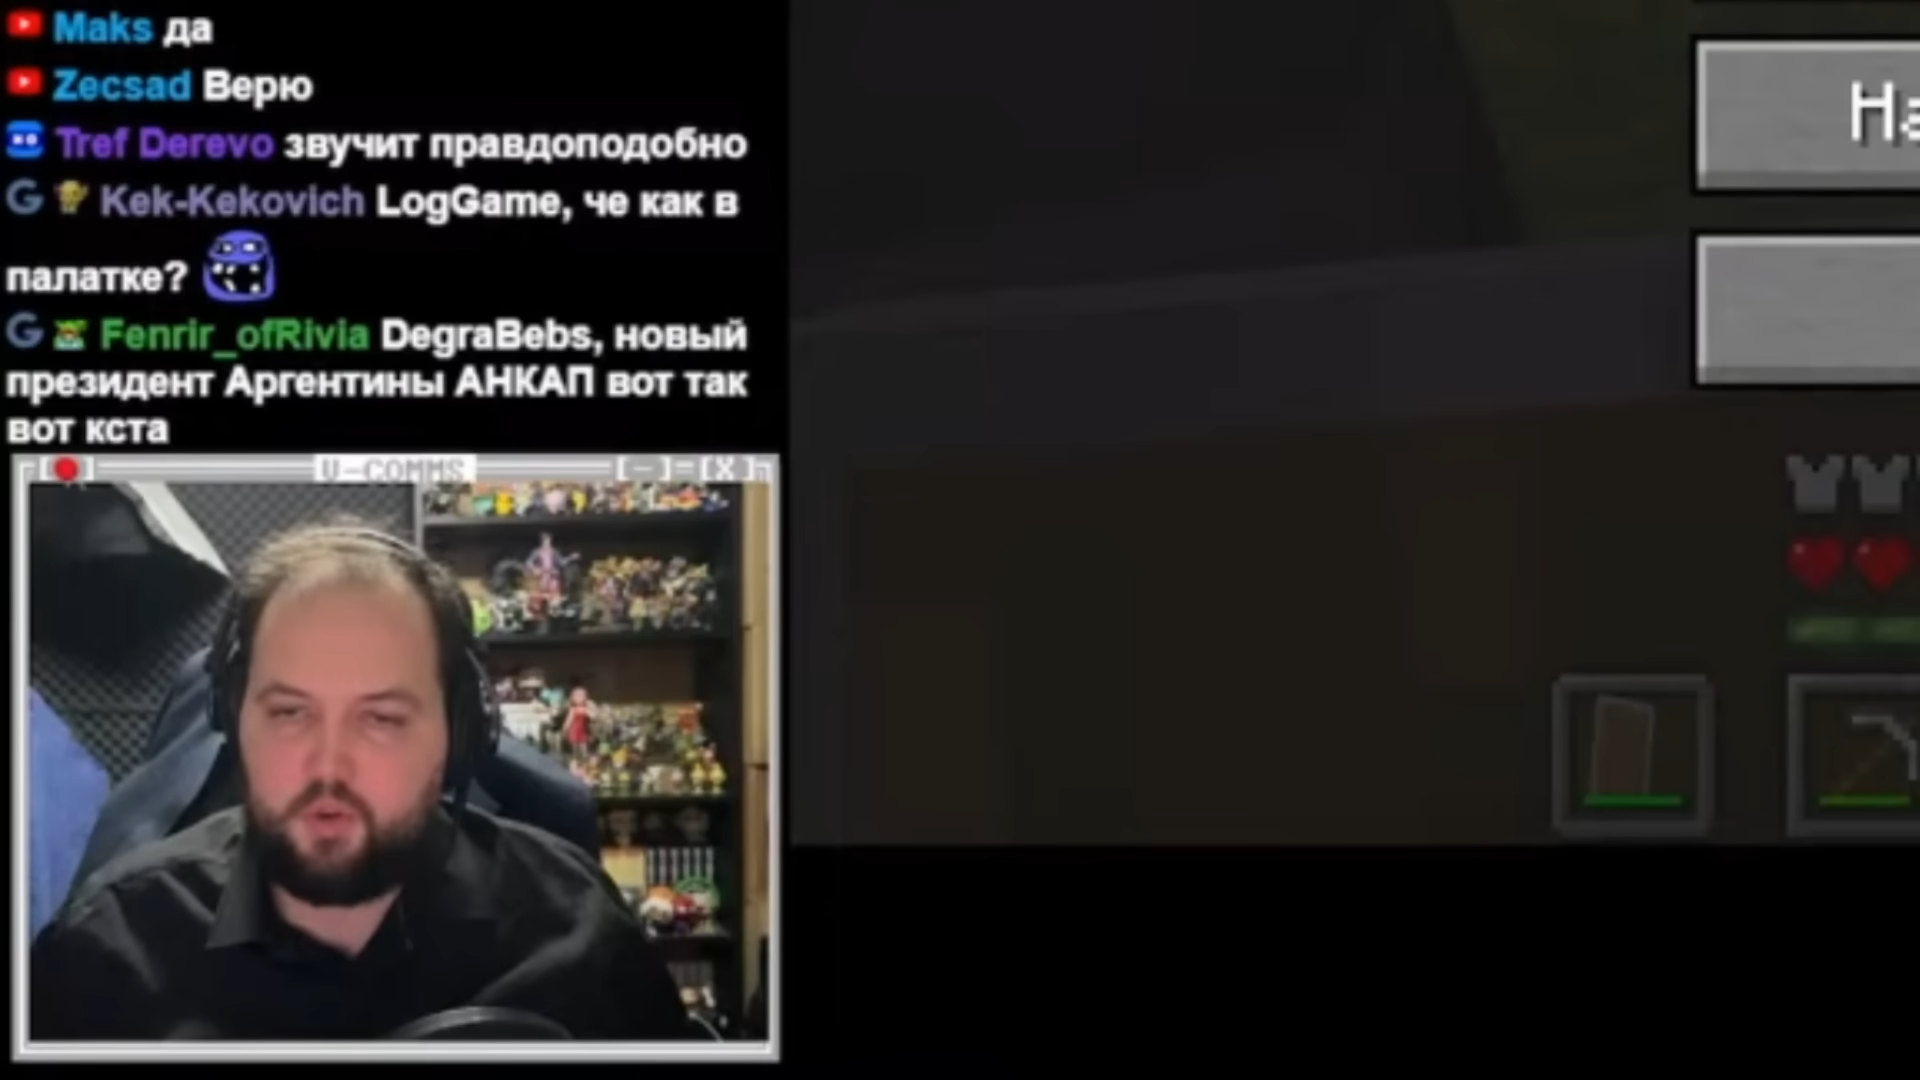 Maks да
Zecsad Верю
Tref Derevo звучит правдоподобно
Kek-Kekovich LogGame, че как в
палатке?
Fenrir_ofRivia DegraBebs, новый
президент Аргентины АНКАП вот так
вот кста
U-COMMS [-] [X]